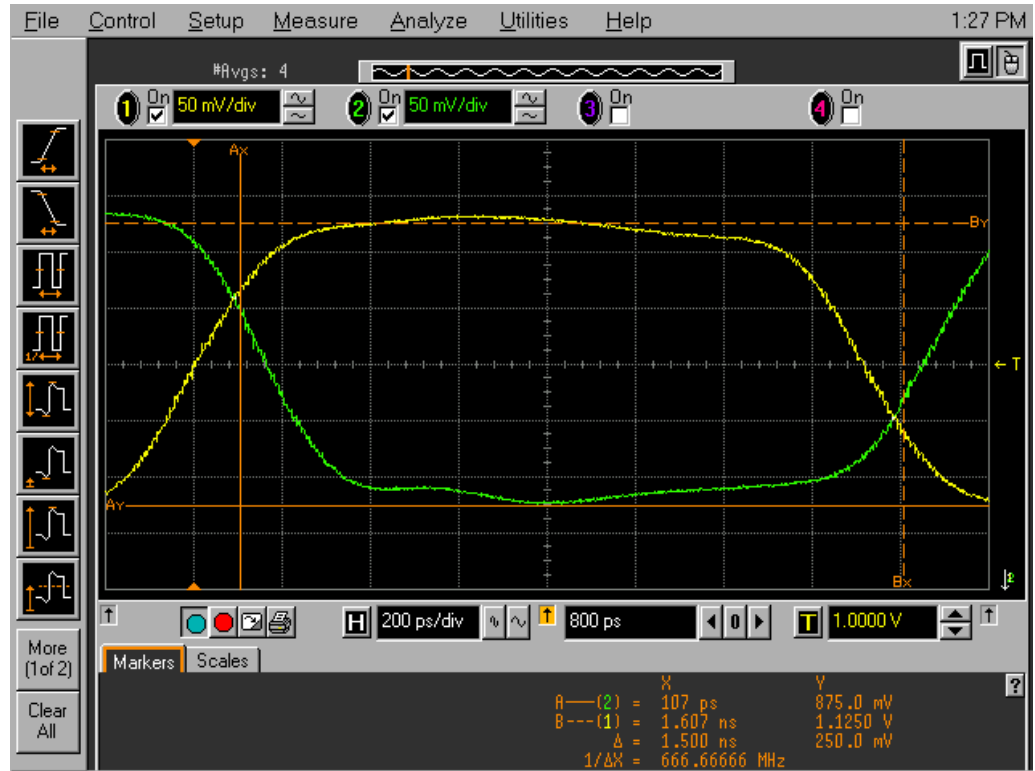 File Control Setup Measure Analyze Utilities Help 1:27 PM
#Avgs: 4
1 On 50 mV/div 2 On 50 mV/div 3 On 4 On
Ax
By
T
1/
Ay
Bx
2
H 200 ps/div 800 ps 0 T 1.0000 V
More
(1of 2)
Clear
All
Markers Scales
X Y
?
A---(2) = 107 ps 875.0 mV
B---(1) = 1.607 ns 1.1250 V
Δ = 1.500 ns 250.0 mV
1/ΔX = 666.66666 MHz